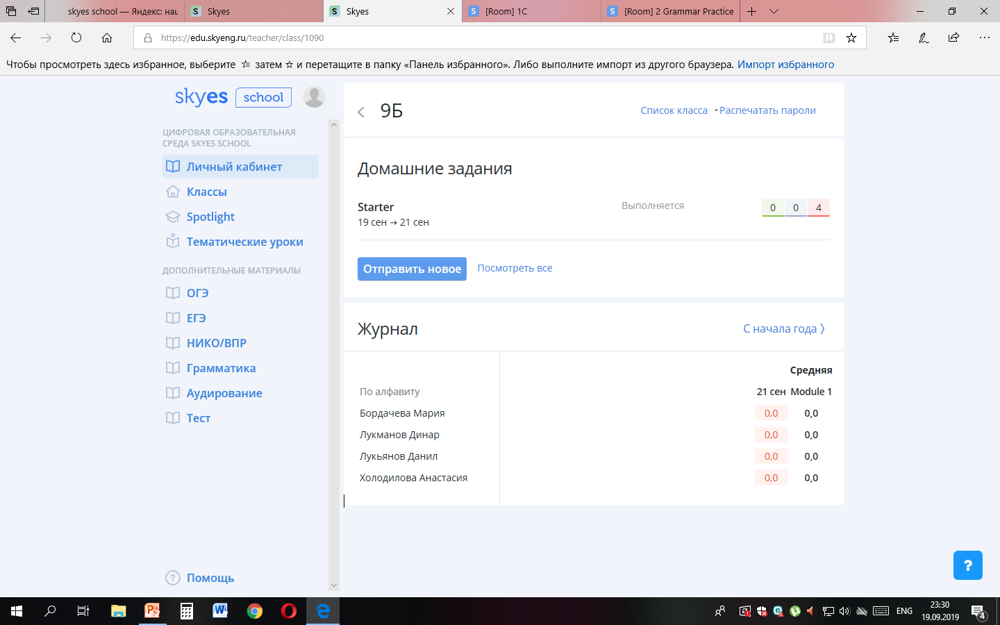 skyes school — Яндекс: наш
Skyes
Skyes
[Room] 1C
[Room] 2 Grammar Practice
https://edu.skyeng.ru/teacher/class/1090
Чтобы просмотреть здесь избранное, выберите затем и перетащите в папку «Панель избранного». Либо выполните импорт из другого браузера. Импорт избранного
skyes school
ЦИФРОВАЯ ОБРАЗОВАТЕЛЬНАЯ
СРЕДА SKYES SCHOOL
Личный кабинет
Классы
Spotlight
Тематические уроки
ДОПОЛНИТЕЛЬНЫЕ МАТЕРИАЛЫ
ОГЭ
ЕГЭ
НИКО/ВПР
Грамматика
Аудирование
Тест
Помощь
9Б
Список класса • Распечатать пароли
Домашние задания
Starter Выполняется 0 0 4
19 сен → 21 сен
Отправить новое Посмотреть все
Журнал С начала года
Средняя
По алфавиту 21 сен Module 1
Бордачева Мария 0,0 0,0
Лукманов Динар 0,0 0,0
Лукьянов Данил 0,0 0,0
Холодилова Анастасия 0,0 0,0
?
ENG
23:30
19.09.2019
4